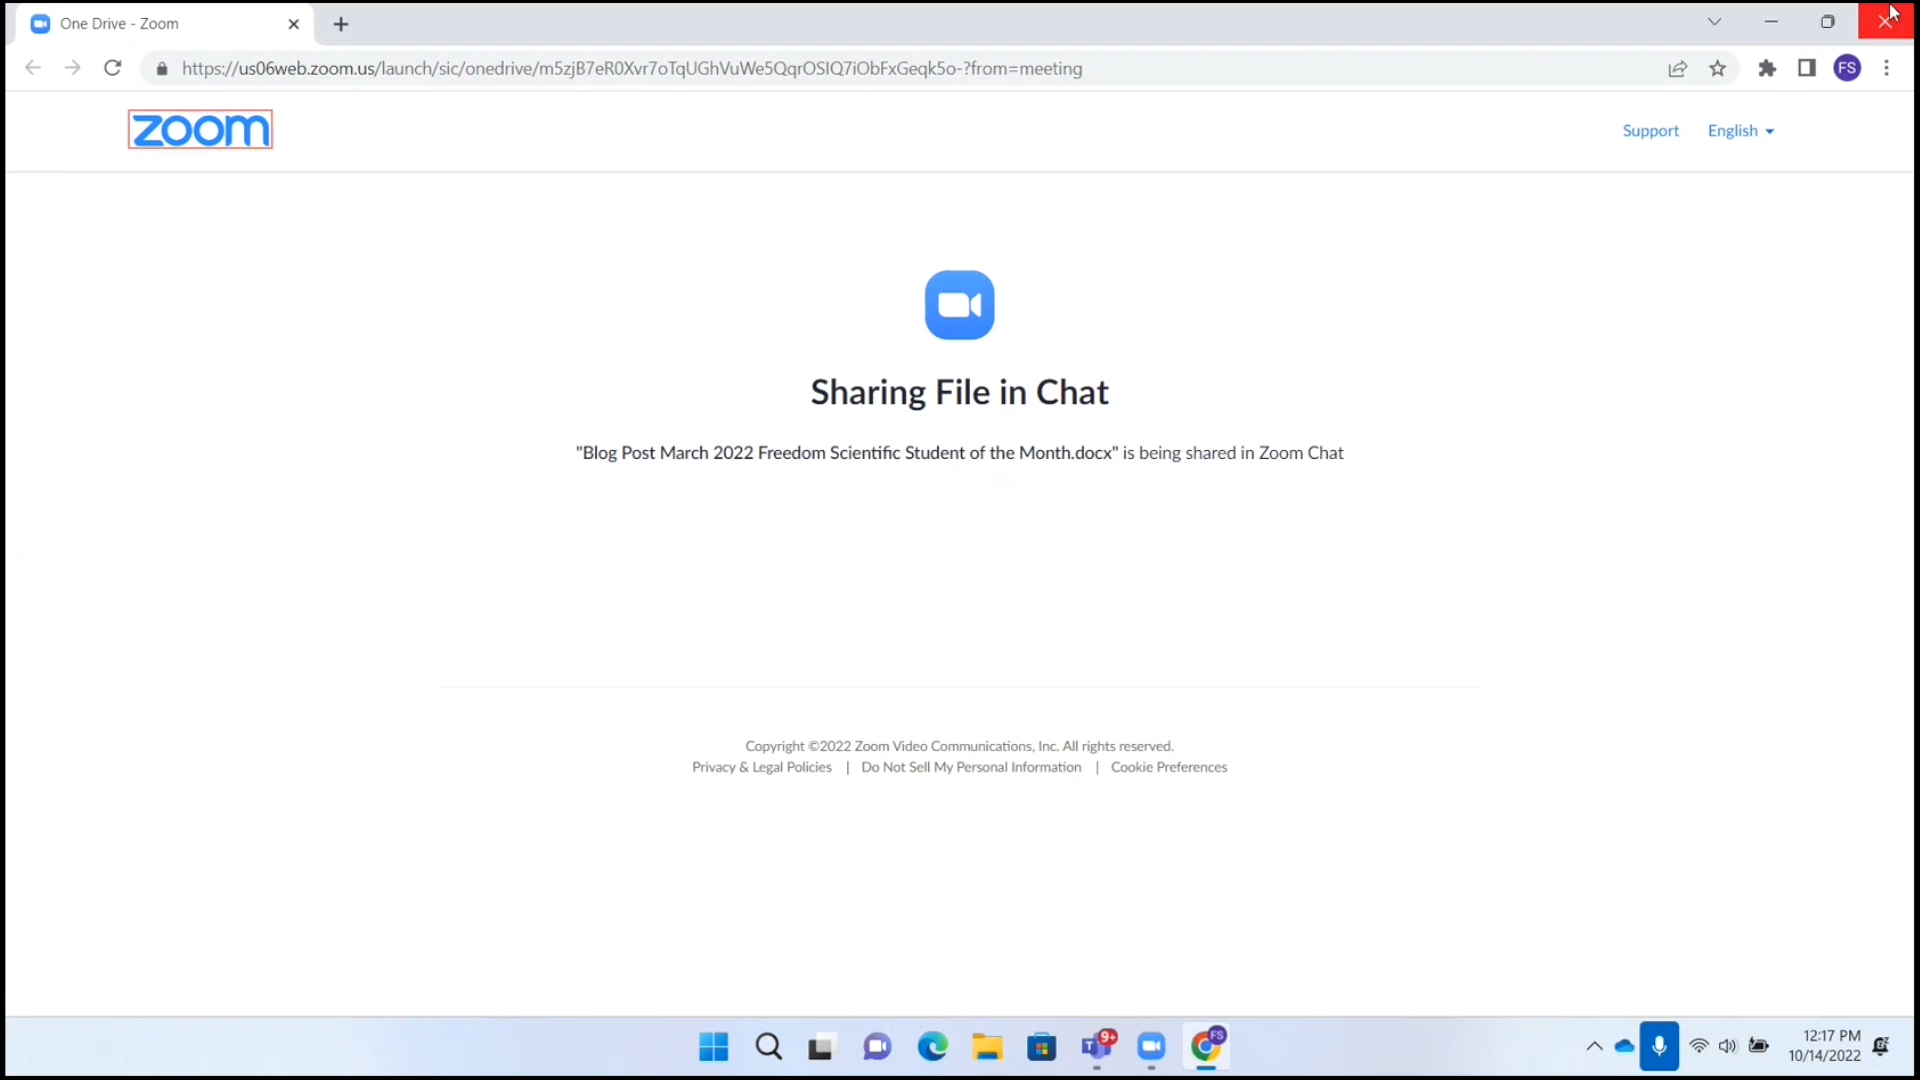 One Drive - Zoom
https://us06web.zoom.us/launch/sic/onedrive/m5zjB7eR0Xvr7oTqUGhVuWe5QqrOSIQ7iObFxGeqk5o-?from=meeting
FS
zoom
Support
English
Sharing File in Chat
"Blog Post March 2022 Freedom Scientific Student of the Month.docx" is being shared in Zoom Chat
Copyright ©2022 Zoom Video Communications, Inc. All rights reserved.
Privacy & Legal Policies | Do Not Sell My Personal Information | Cookie Preferences
9+
FS
12:17 PM
10/14/2022